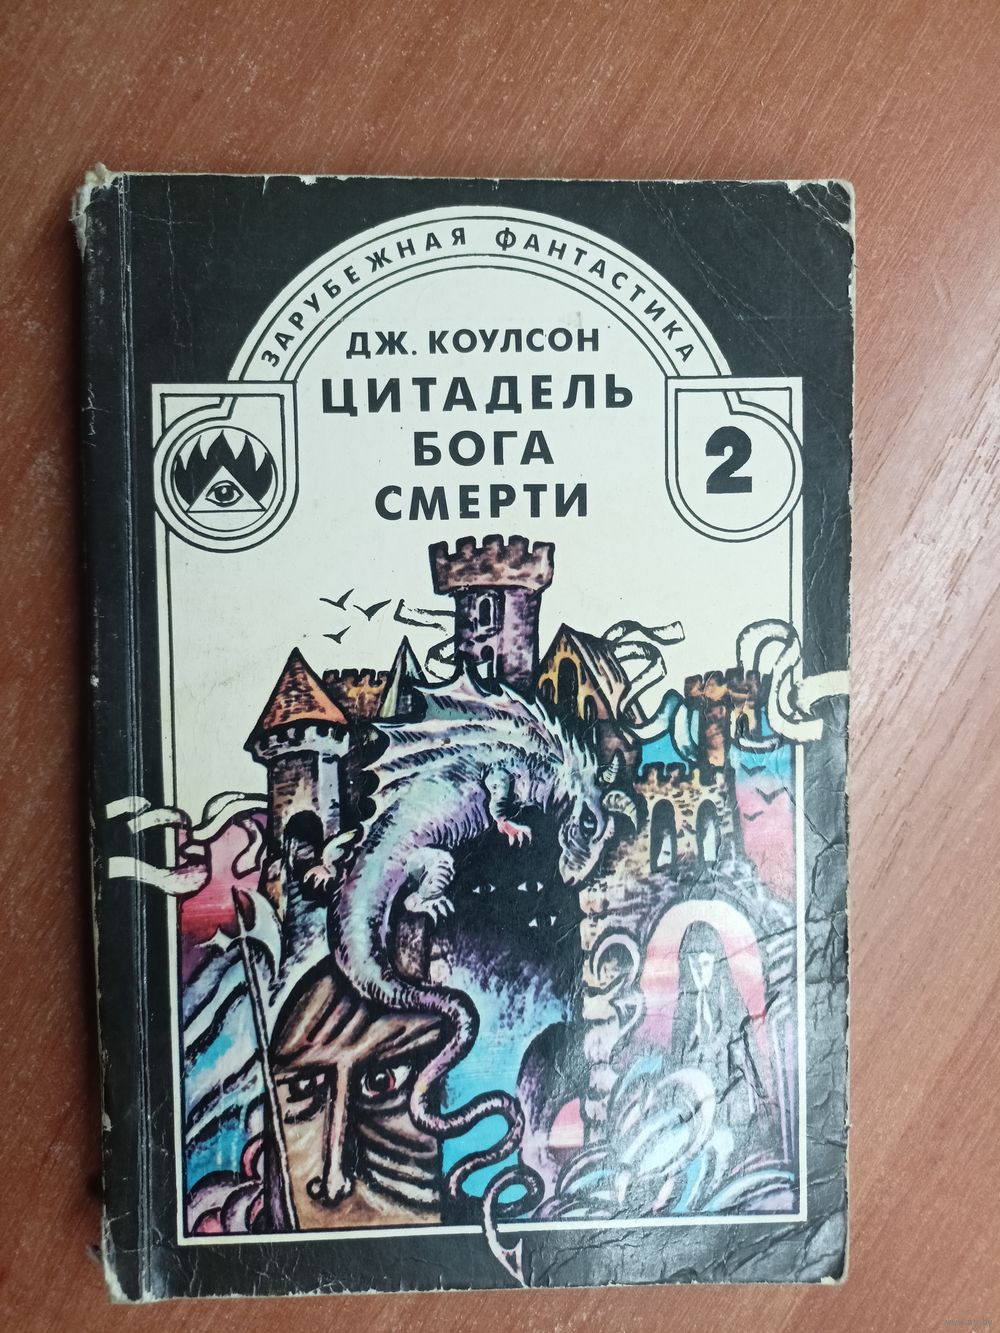 ЗАРУБЕЖНАЯ ФАНТАСТИКА
ДЖ. КОУЛСОН
ЦИТАДЕЛЬ
БОГА
СМЕРТИ
2